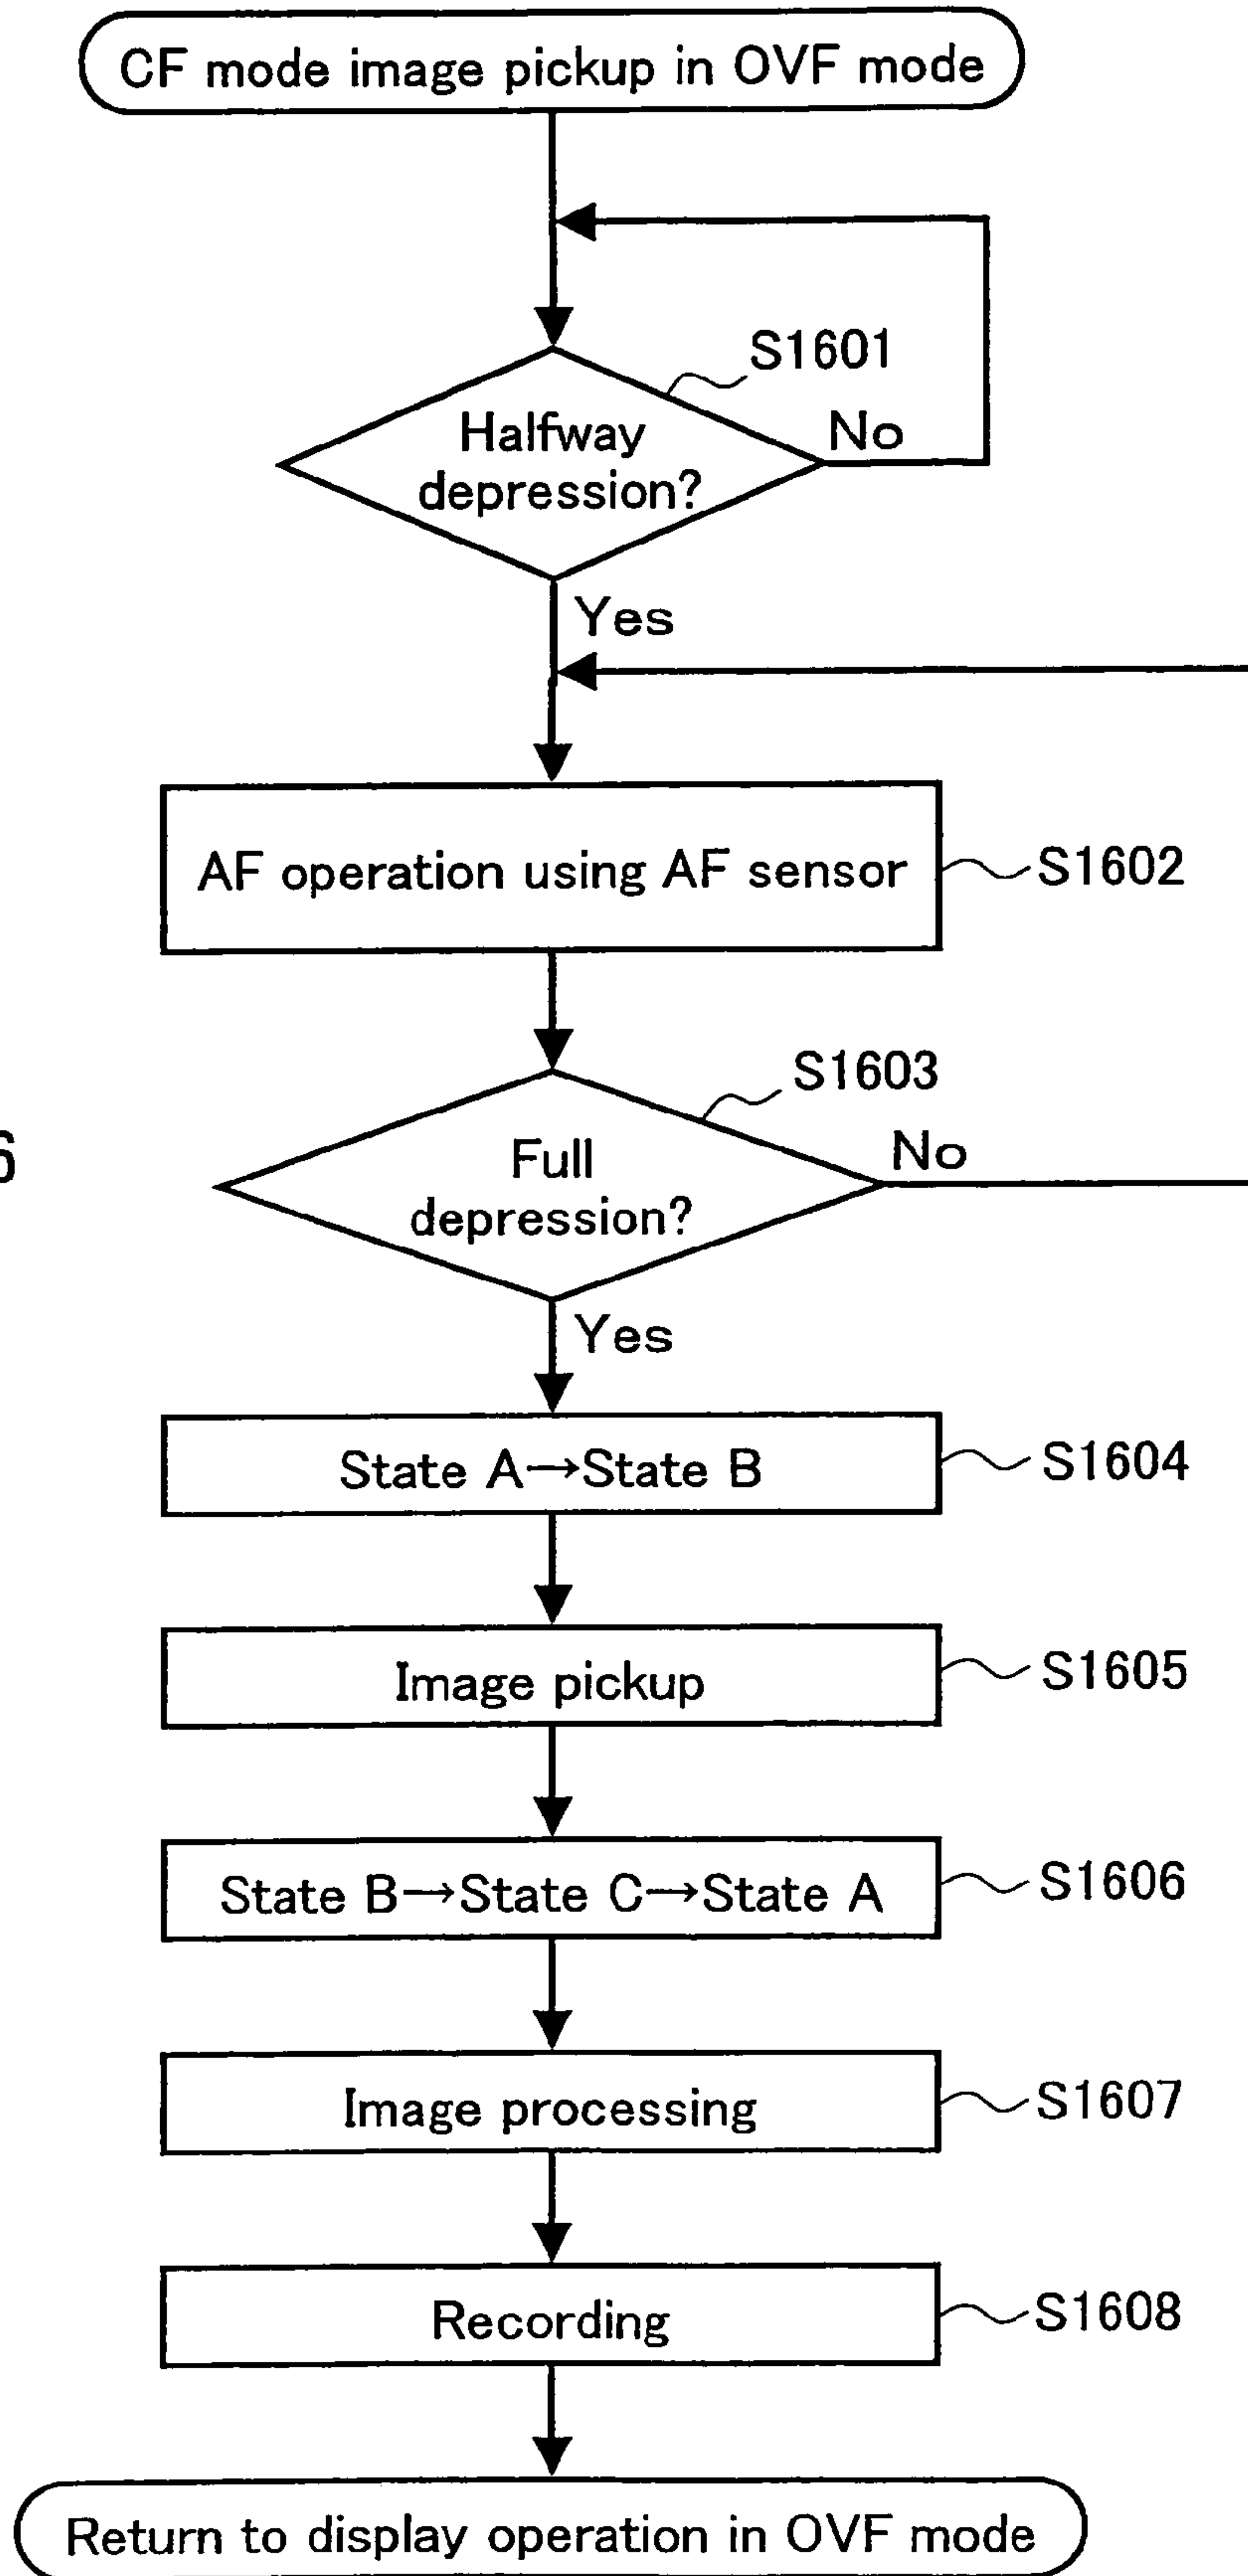 CF mode image pickup in OVF mode
S1601
Halfway
depression?
No
Yes
AF operation using AF sensor
S1602
S1603
6
Full
depression?
No
Yes
State A→State B
S1604
Image pickup
S1605
State B→State C→State A
S1606
Image processing
S1607
Recording
S1608
Return to display operation in OVF mode